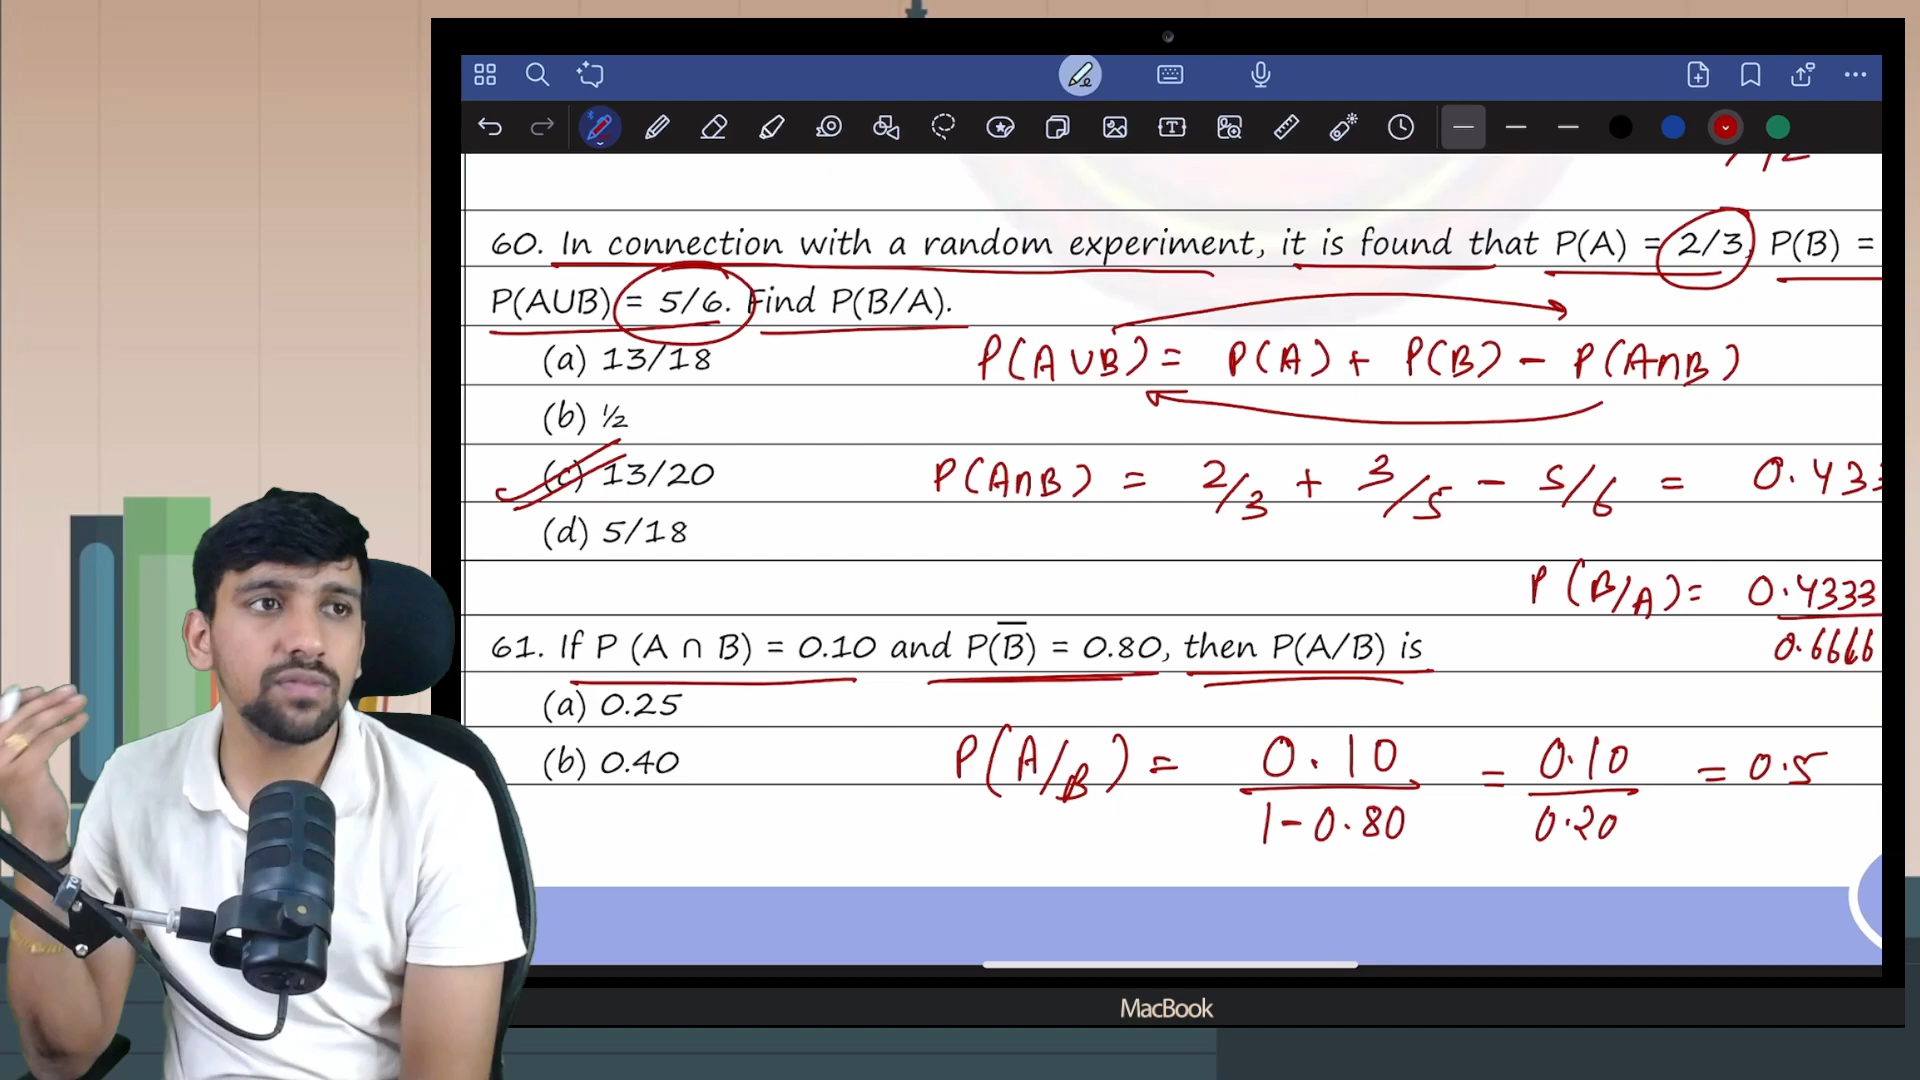 60. In connection with a random experiment, it is found that P(A) = 2/3, P(B) =
P(AUB) = 5/6. Find P(B/A).
(a) 13/18
P(A∪B) = P(A) + P(B) - P(A∩B)
(b) ½
(c) 13/20
P(A∩B) = 2/3 + 3/5 - 5/6 = 0.433
(d) 5/18
P(B/A) = 0.4333
0.6666
61. If P (A ∩ B) = 0.10 and P(B̅) = 0.80, then P(A/B) is
(a) 0.25
(b) 0.40
P(A/B) = 0.10 / 1-0.80 = 0.10 / 0.20 = 0.5
MacBook